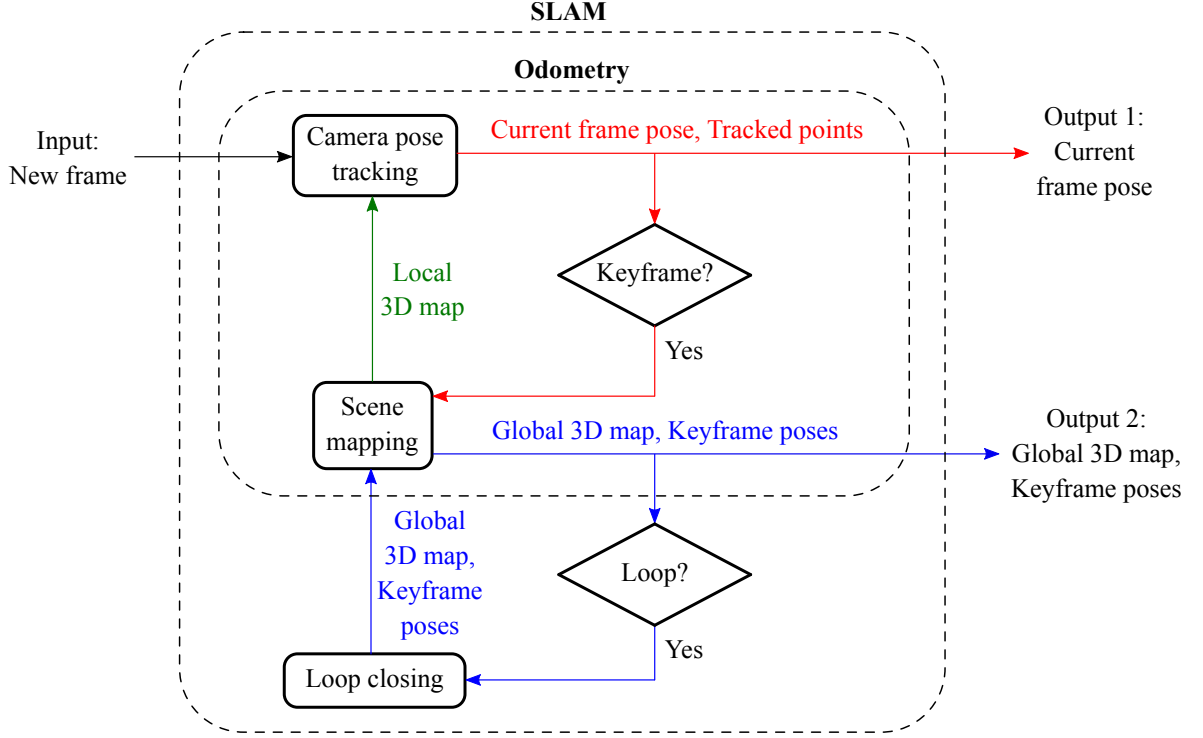 SLAM
Odometry
Input:
New frame
Camera pose
tracking
Current frame pose, Tracked points
Output 1:
Current
frame pose
Keyframe?
Local
3D map
Yes
Scene
mapping
Global 3D map, Keyframe poses
Output 2:
Global 3D map,
Keyframe poses
Global
3D map,
Keyframe
poses
Loop?
Yes
Loop closing